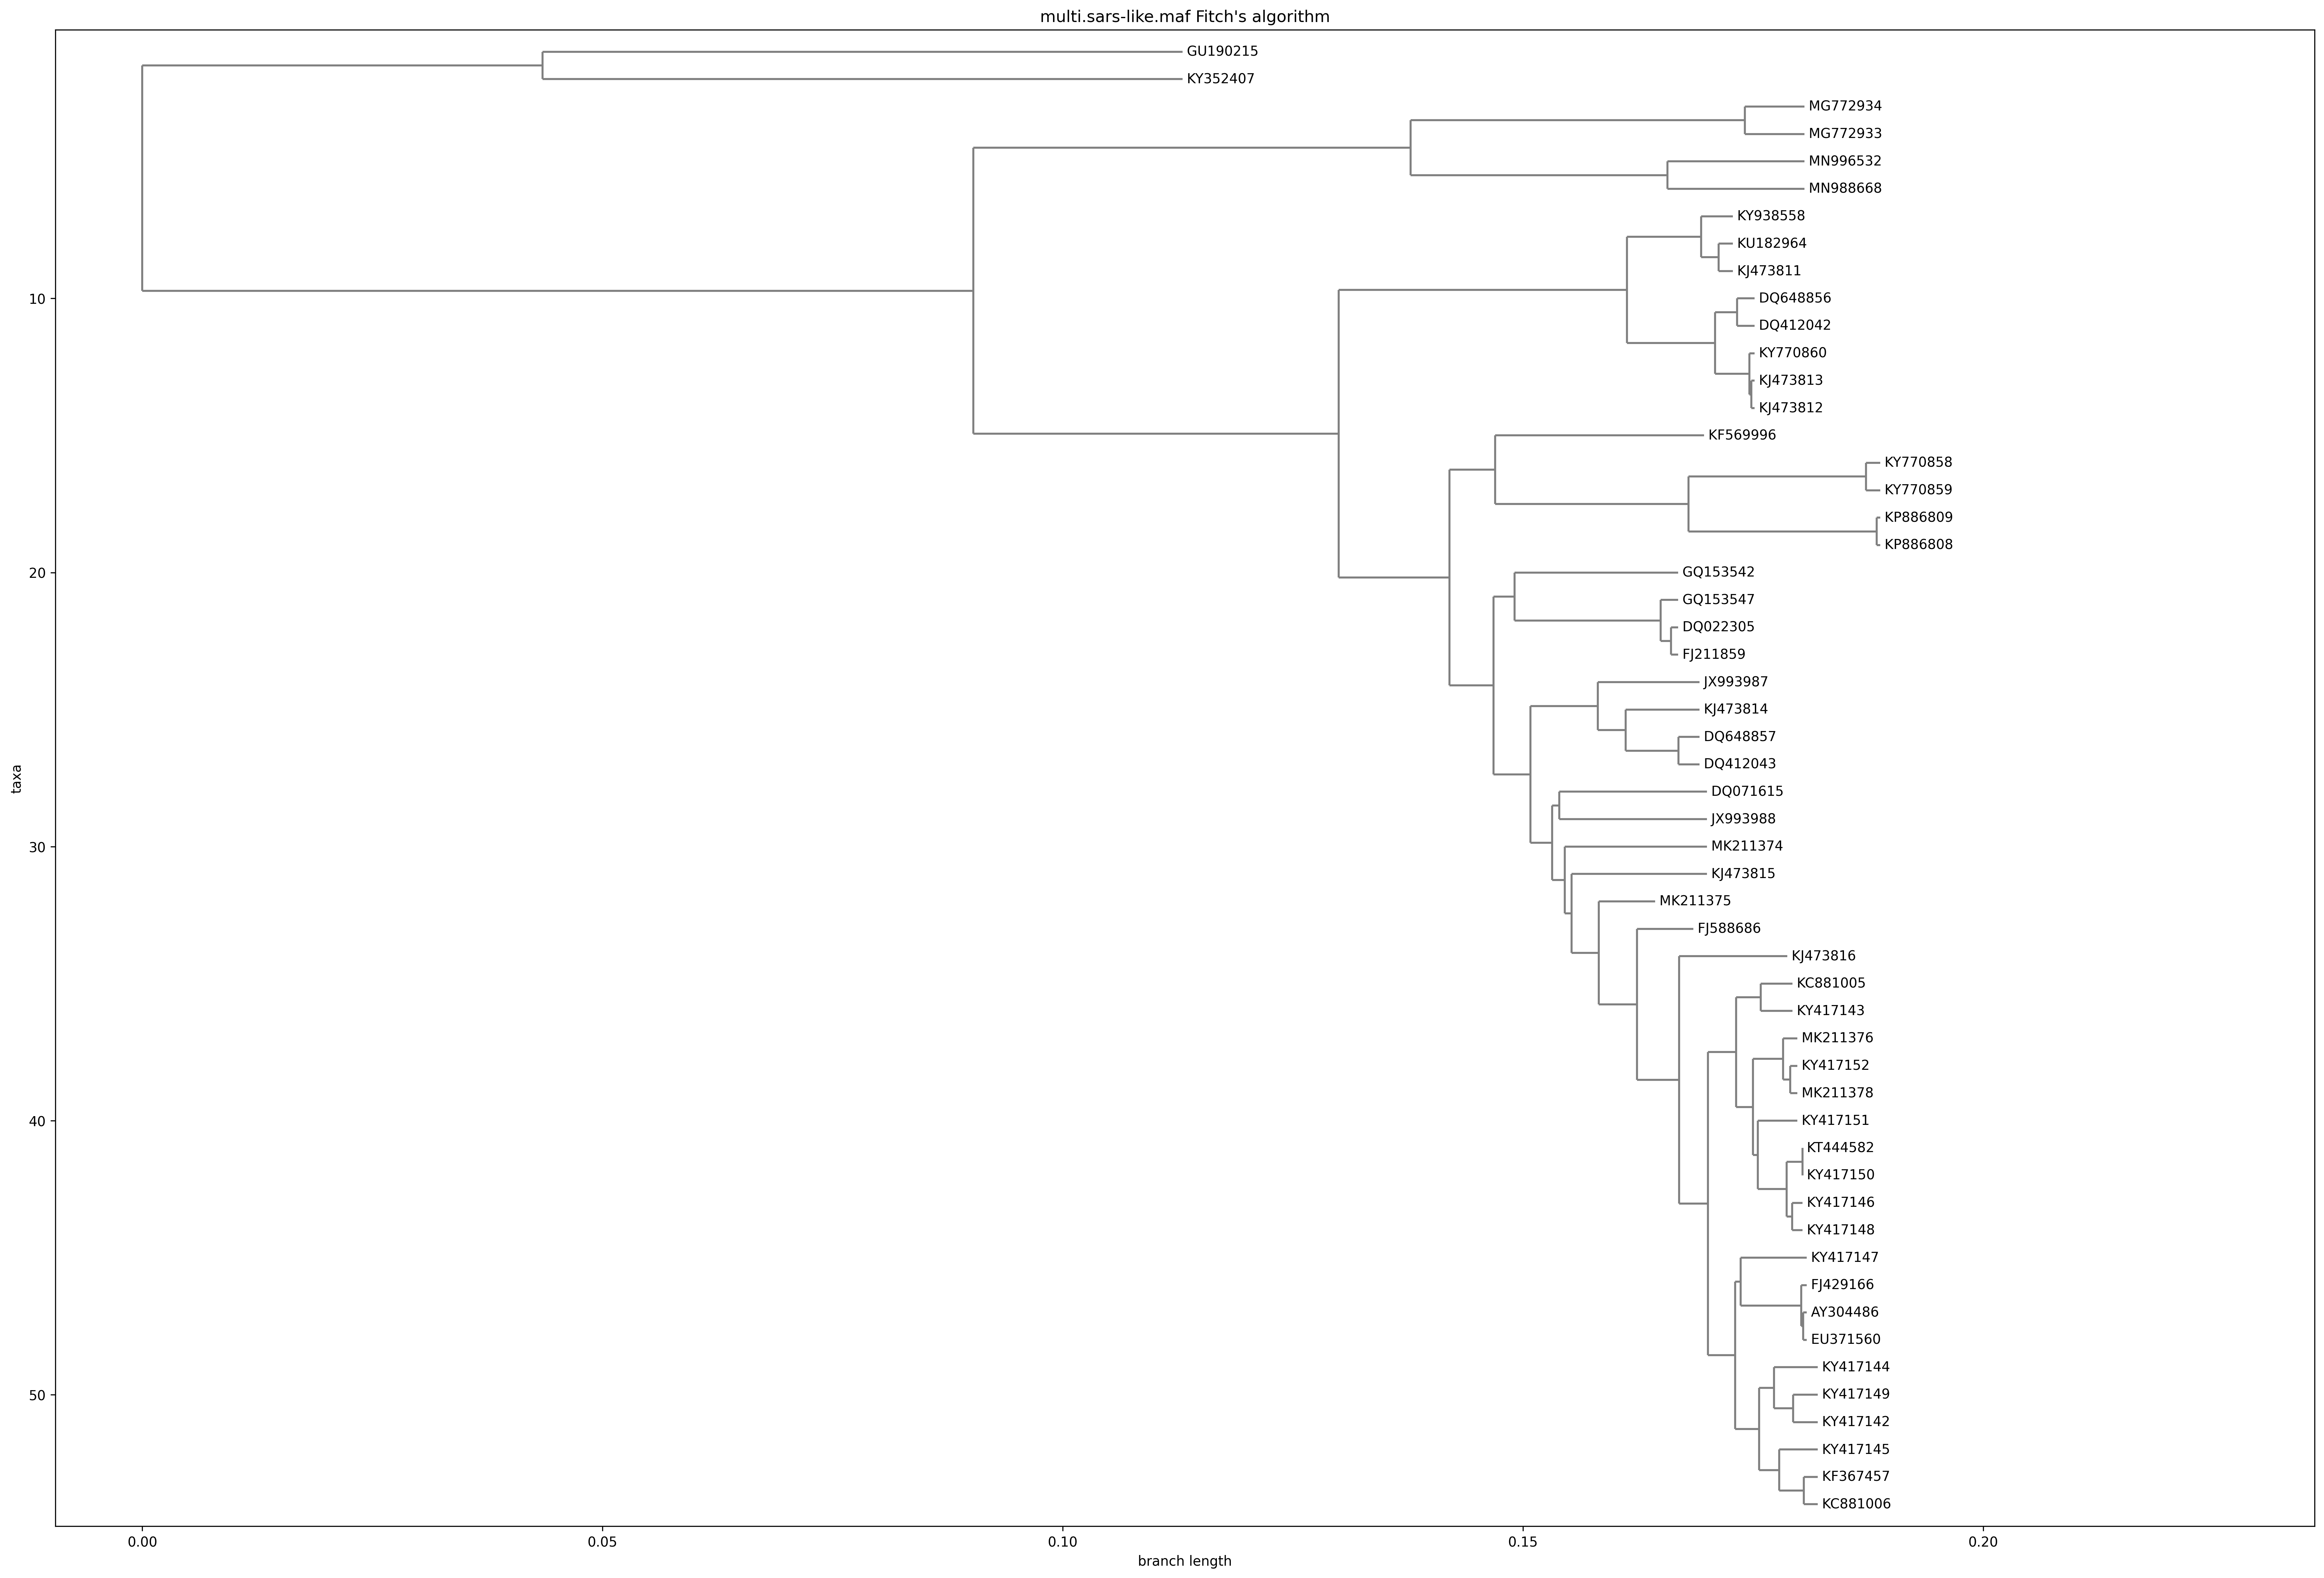 multi.sars-like.maf Fitch's algorithm
GU190215
KY352407
MG772934
MG772933
MN996532
MN988668
KY938558
KU182964
KJ473811
10
DQ648856
DQ412042
KY770860
KJ473813
KJ473812
KF569996
KY770858
KY770859
KP886809
KP886808
20
GQ153542
GQ153547
DQ022305
FJ211859
JX993987
KJ473814
DQ648857
DQ412043
taxa
DQ071615
JX993988
30
MK211374
KJ473815
MK211375
FJ588686
KJ473816
KC881005
KY417143
MK211376
KY417152
MK211378
40
KY417151
KT444582
KY417150
KY417146
KY417148
KY417147
FJ429166
AY304486
EU371560
KY417144
50
KY417149
KY417142
KY417145
KF367457
KC881006
0.00 0.05 0.10 0.15 0.20
branch length